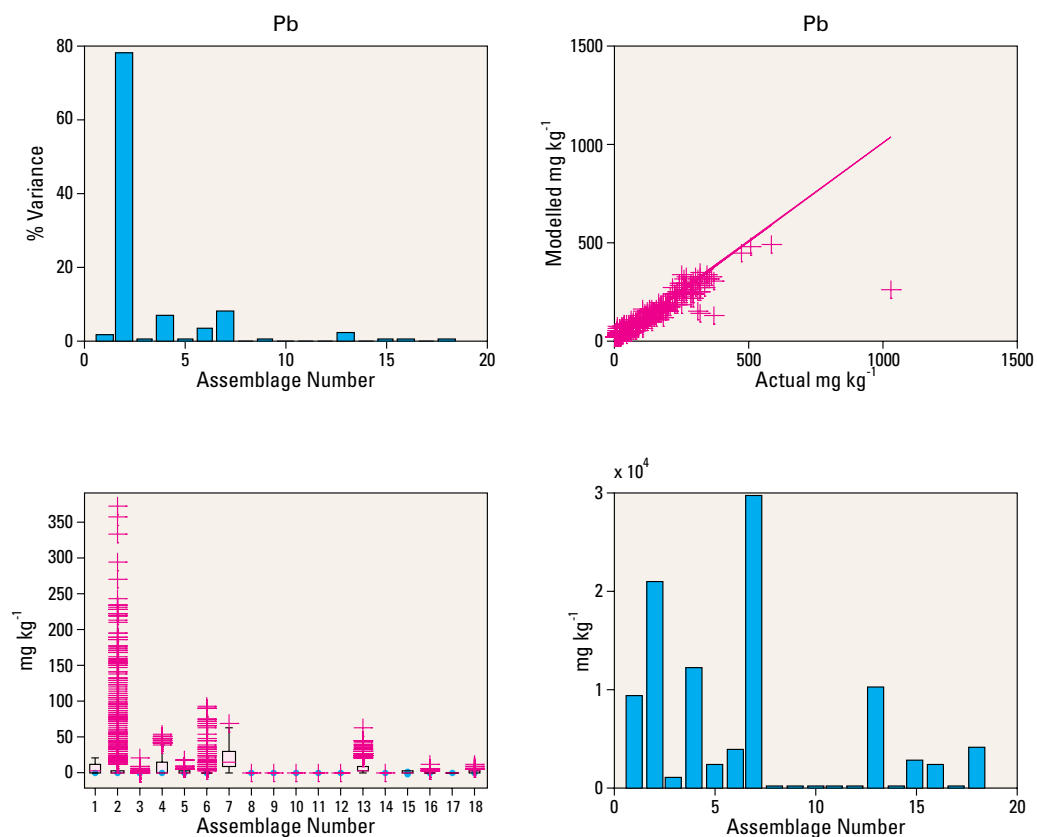 Pb
80
60
40
20
0
% Variance
0 5 10 15 20
Assemblage Number
Pb
1500
1000
500
0
Modelled mg kg-1
0 500 1000 1500
Actual mg kg-1
350
300
250
200
150
100
50
0
mg kg-1
1 2 3 4 5 6 7 8 9 10 11 12 13 14 15 16 17 18
Assemblage Number
x 10^4
3
2
1
0
mg kg-1
0 5 10 15 20
Assemblage Number